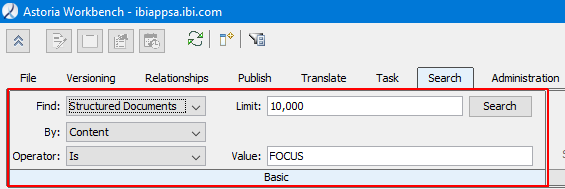 Astoria Workbench - ibiappsa.ibi.com
File Versioning Relationships Publish Translate Task Search Administration
Find: Structured Documents Limit: 10,000 Search
By: Content
Operator: Is Value: FOCUS
Basic